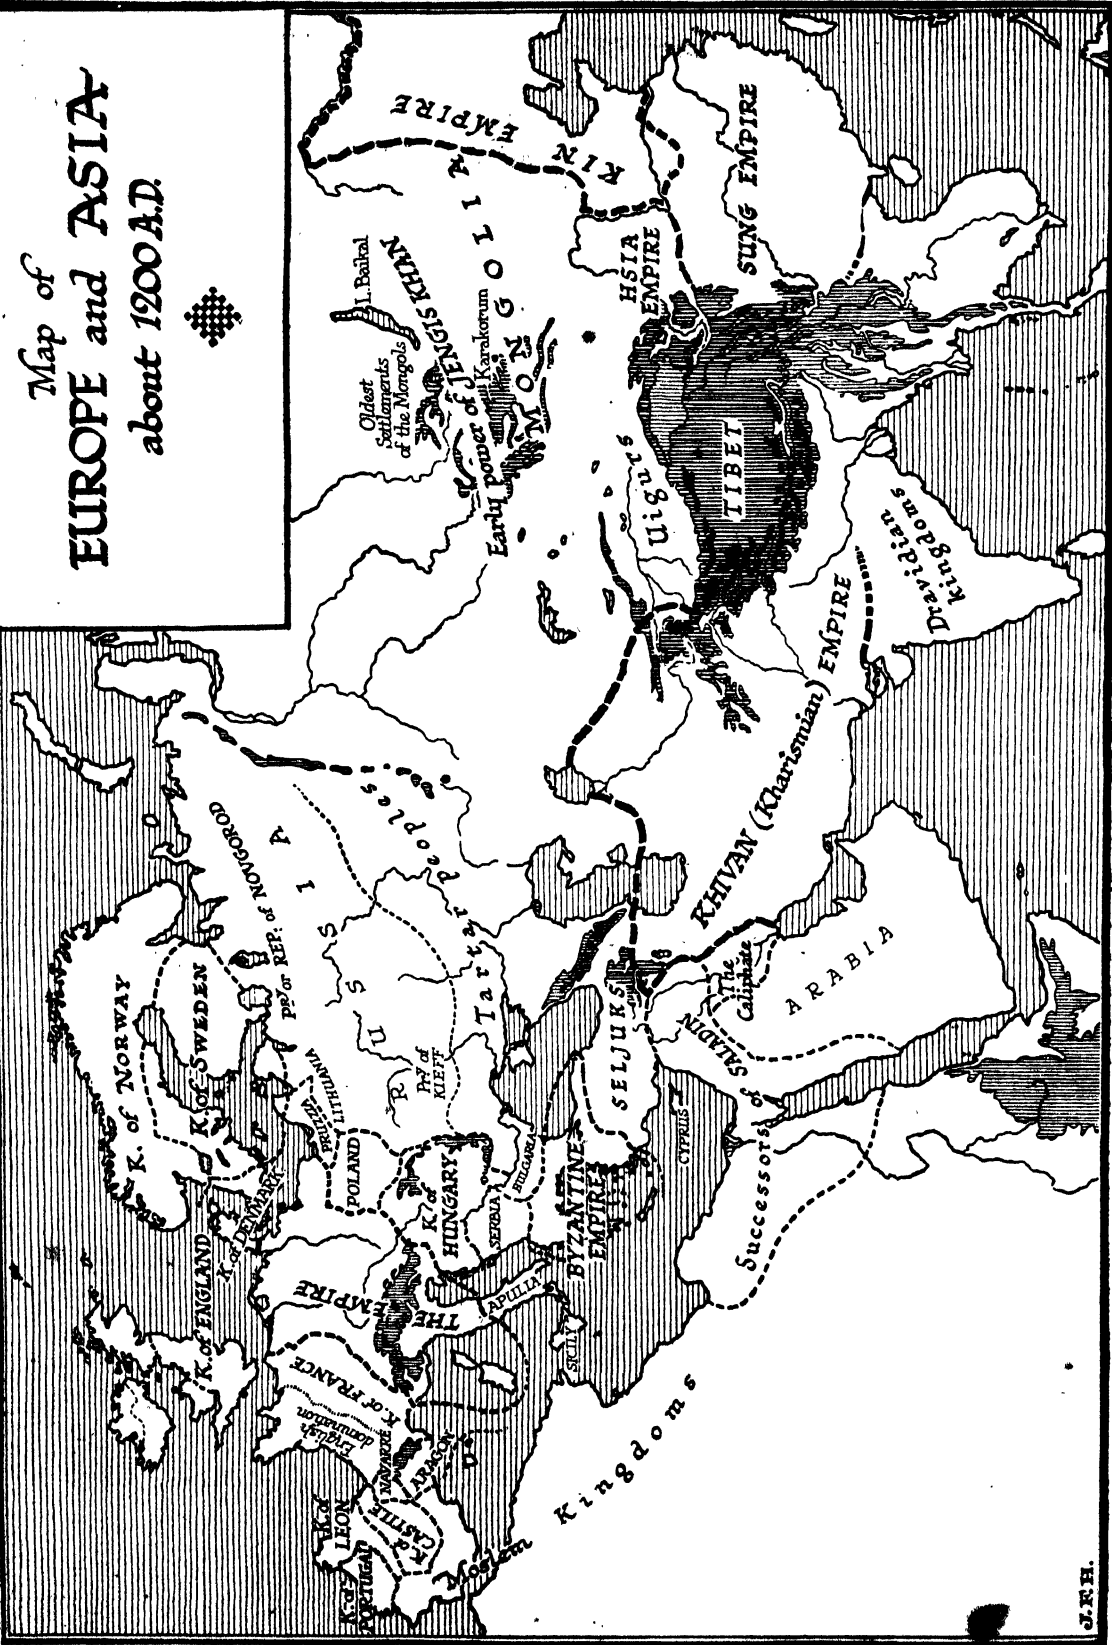 Map of
EUROPE and ASIA
about 1200 A.D.
K. of NORWAY
K. of SWEDEN
K. of DENMARK
K. of ENGLAND
PRY or REP: of NOVGOROD
RUSSIA
LITHUANIA
PRUZZIA
POLAND
PRY of
KIEFF
Tartar Peoples
THE EMPIRE
K. of
HUNGARY
SERBIA
BULGARIA
BYZANTINE
EMPIRE
APULIA
SICILY
K. of FRANCE
English
domination
NAVARRE
ARAGON
K. of
LEON
K. of
CASTILE
K. of
PORTUGAL
Moslem Kingdoms
CYPRUS
SELJUKS
Successors of SALADIN
The
Caliphate
ARABIA
KHIVAN (Kharismian) EMPIRE
Dravidian
kingdoms
TIBET
Uigurs
Oldest
Settlements
of the Mongols
L. Baikal
Early power of JENGIS KHAN
Karakorum
MONGOLIA
KIN EMPIRE
HSIA
EMPIRE
SUNG EMPIRE
J.F.H.